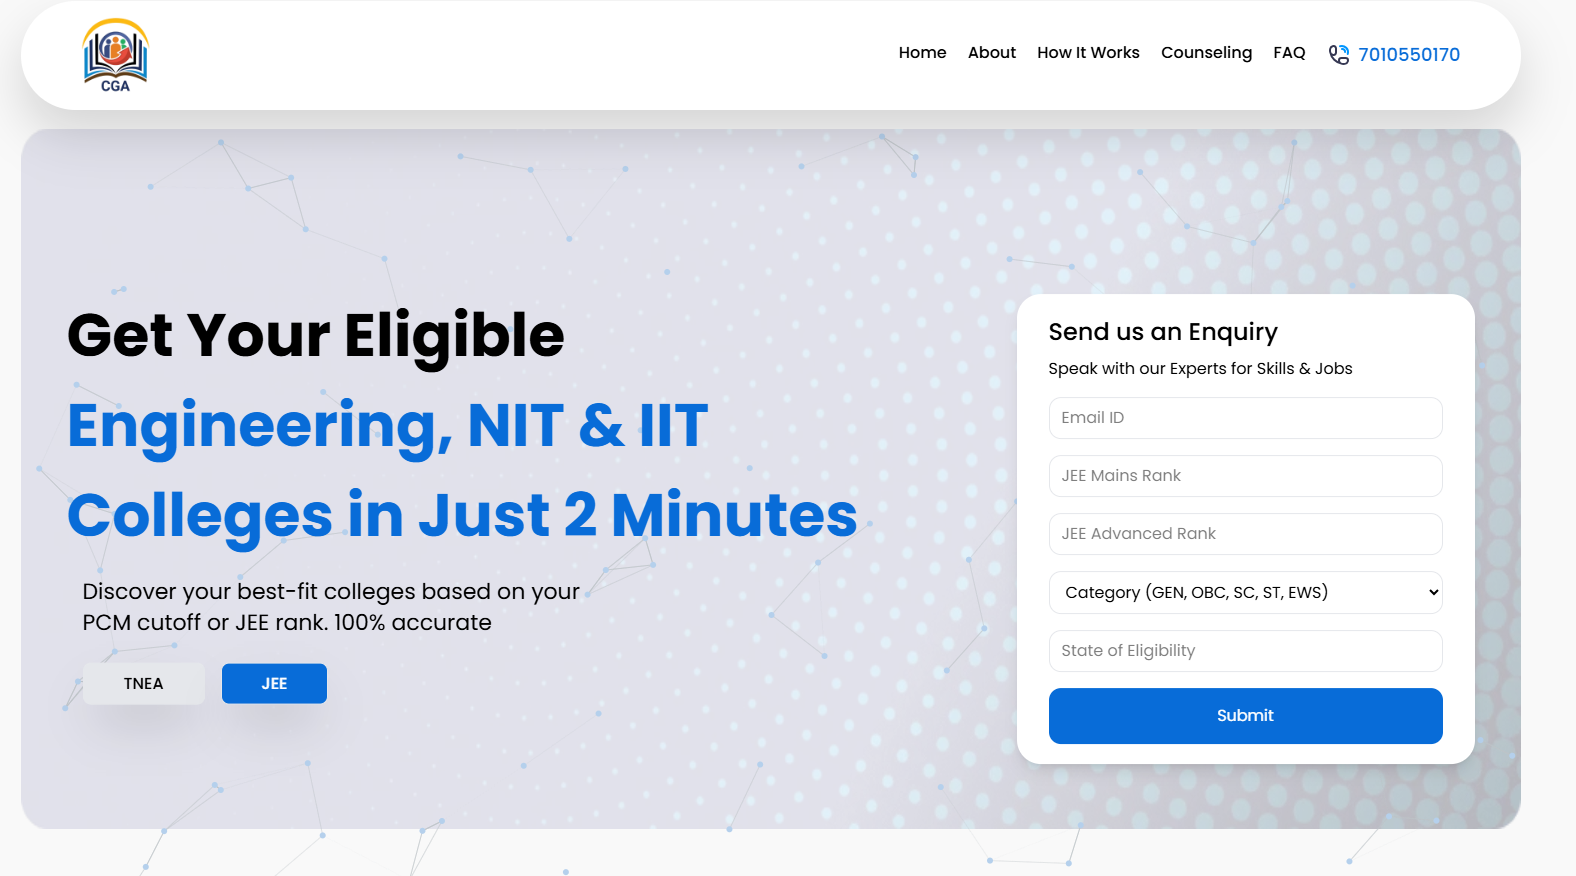 CGA
Home About How It Works Counseling FAQ 7010550170
Get Your Eligible
Engineering, NIT & IIT
Colleges in Just 2 Minutes
Discover your best-fit colleges based on your
PCM cutoff or JEE rank. 100% accurate
TNEA JEE
Send us an Enquiry
Speak with our Experts for Skills & Jobs
Email ID
JEE Mains Rank
JEE Advanced Rank
Category (GEN, OBC, SC, ST, EWS)
State of Eligibility
Submit